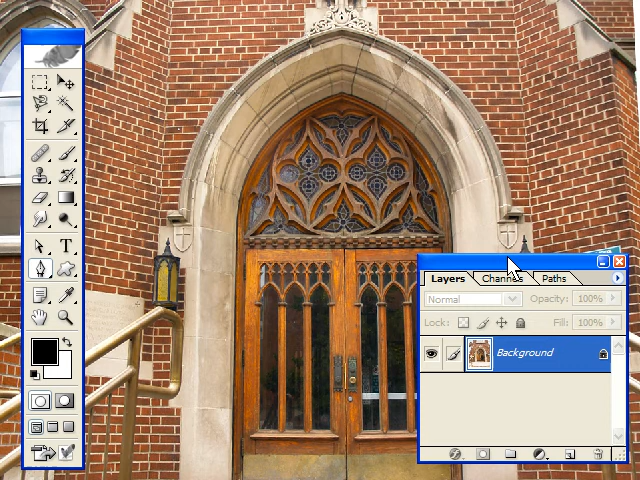 T
Layers Channels Paths
Normal Opacity: 100%
Lock: Fill: 100%
Background